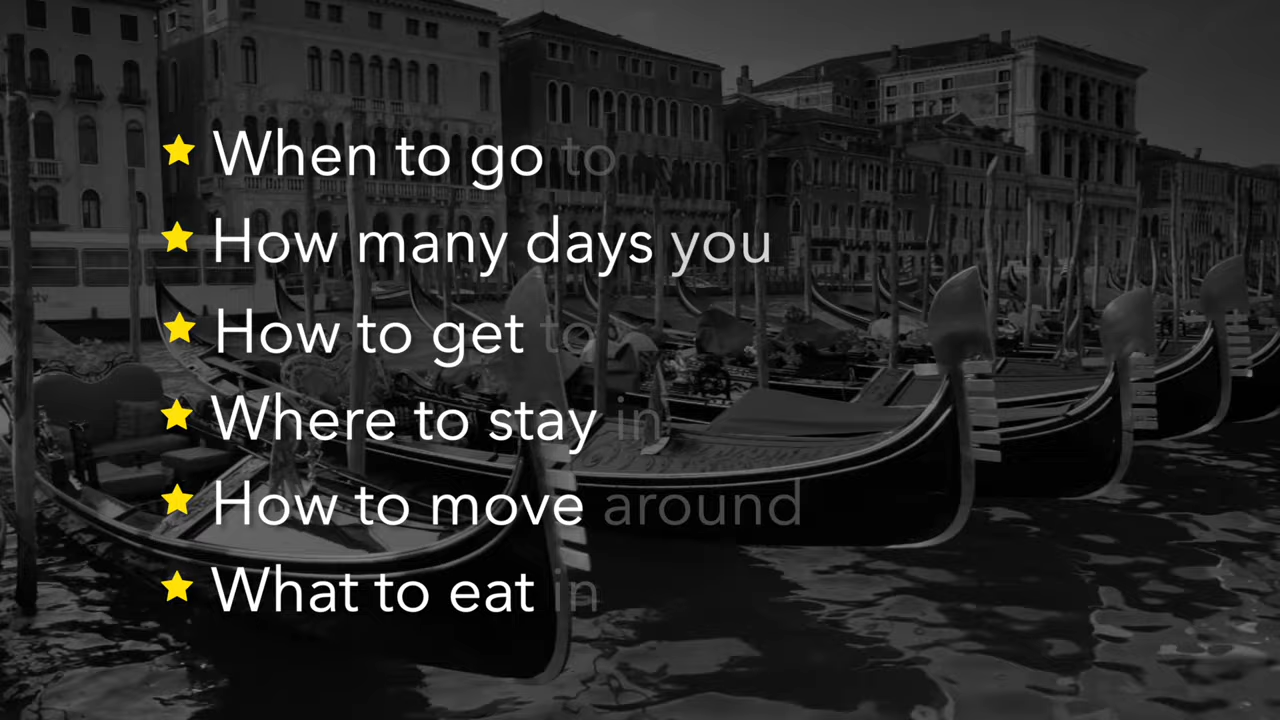 When to go to
How many days you
How to get to
Where to stay in
How to move around
What to eat in